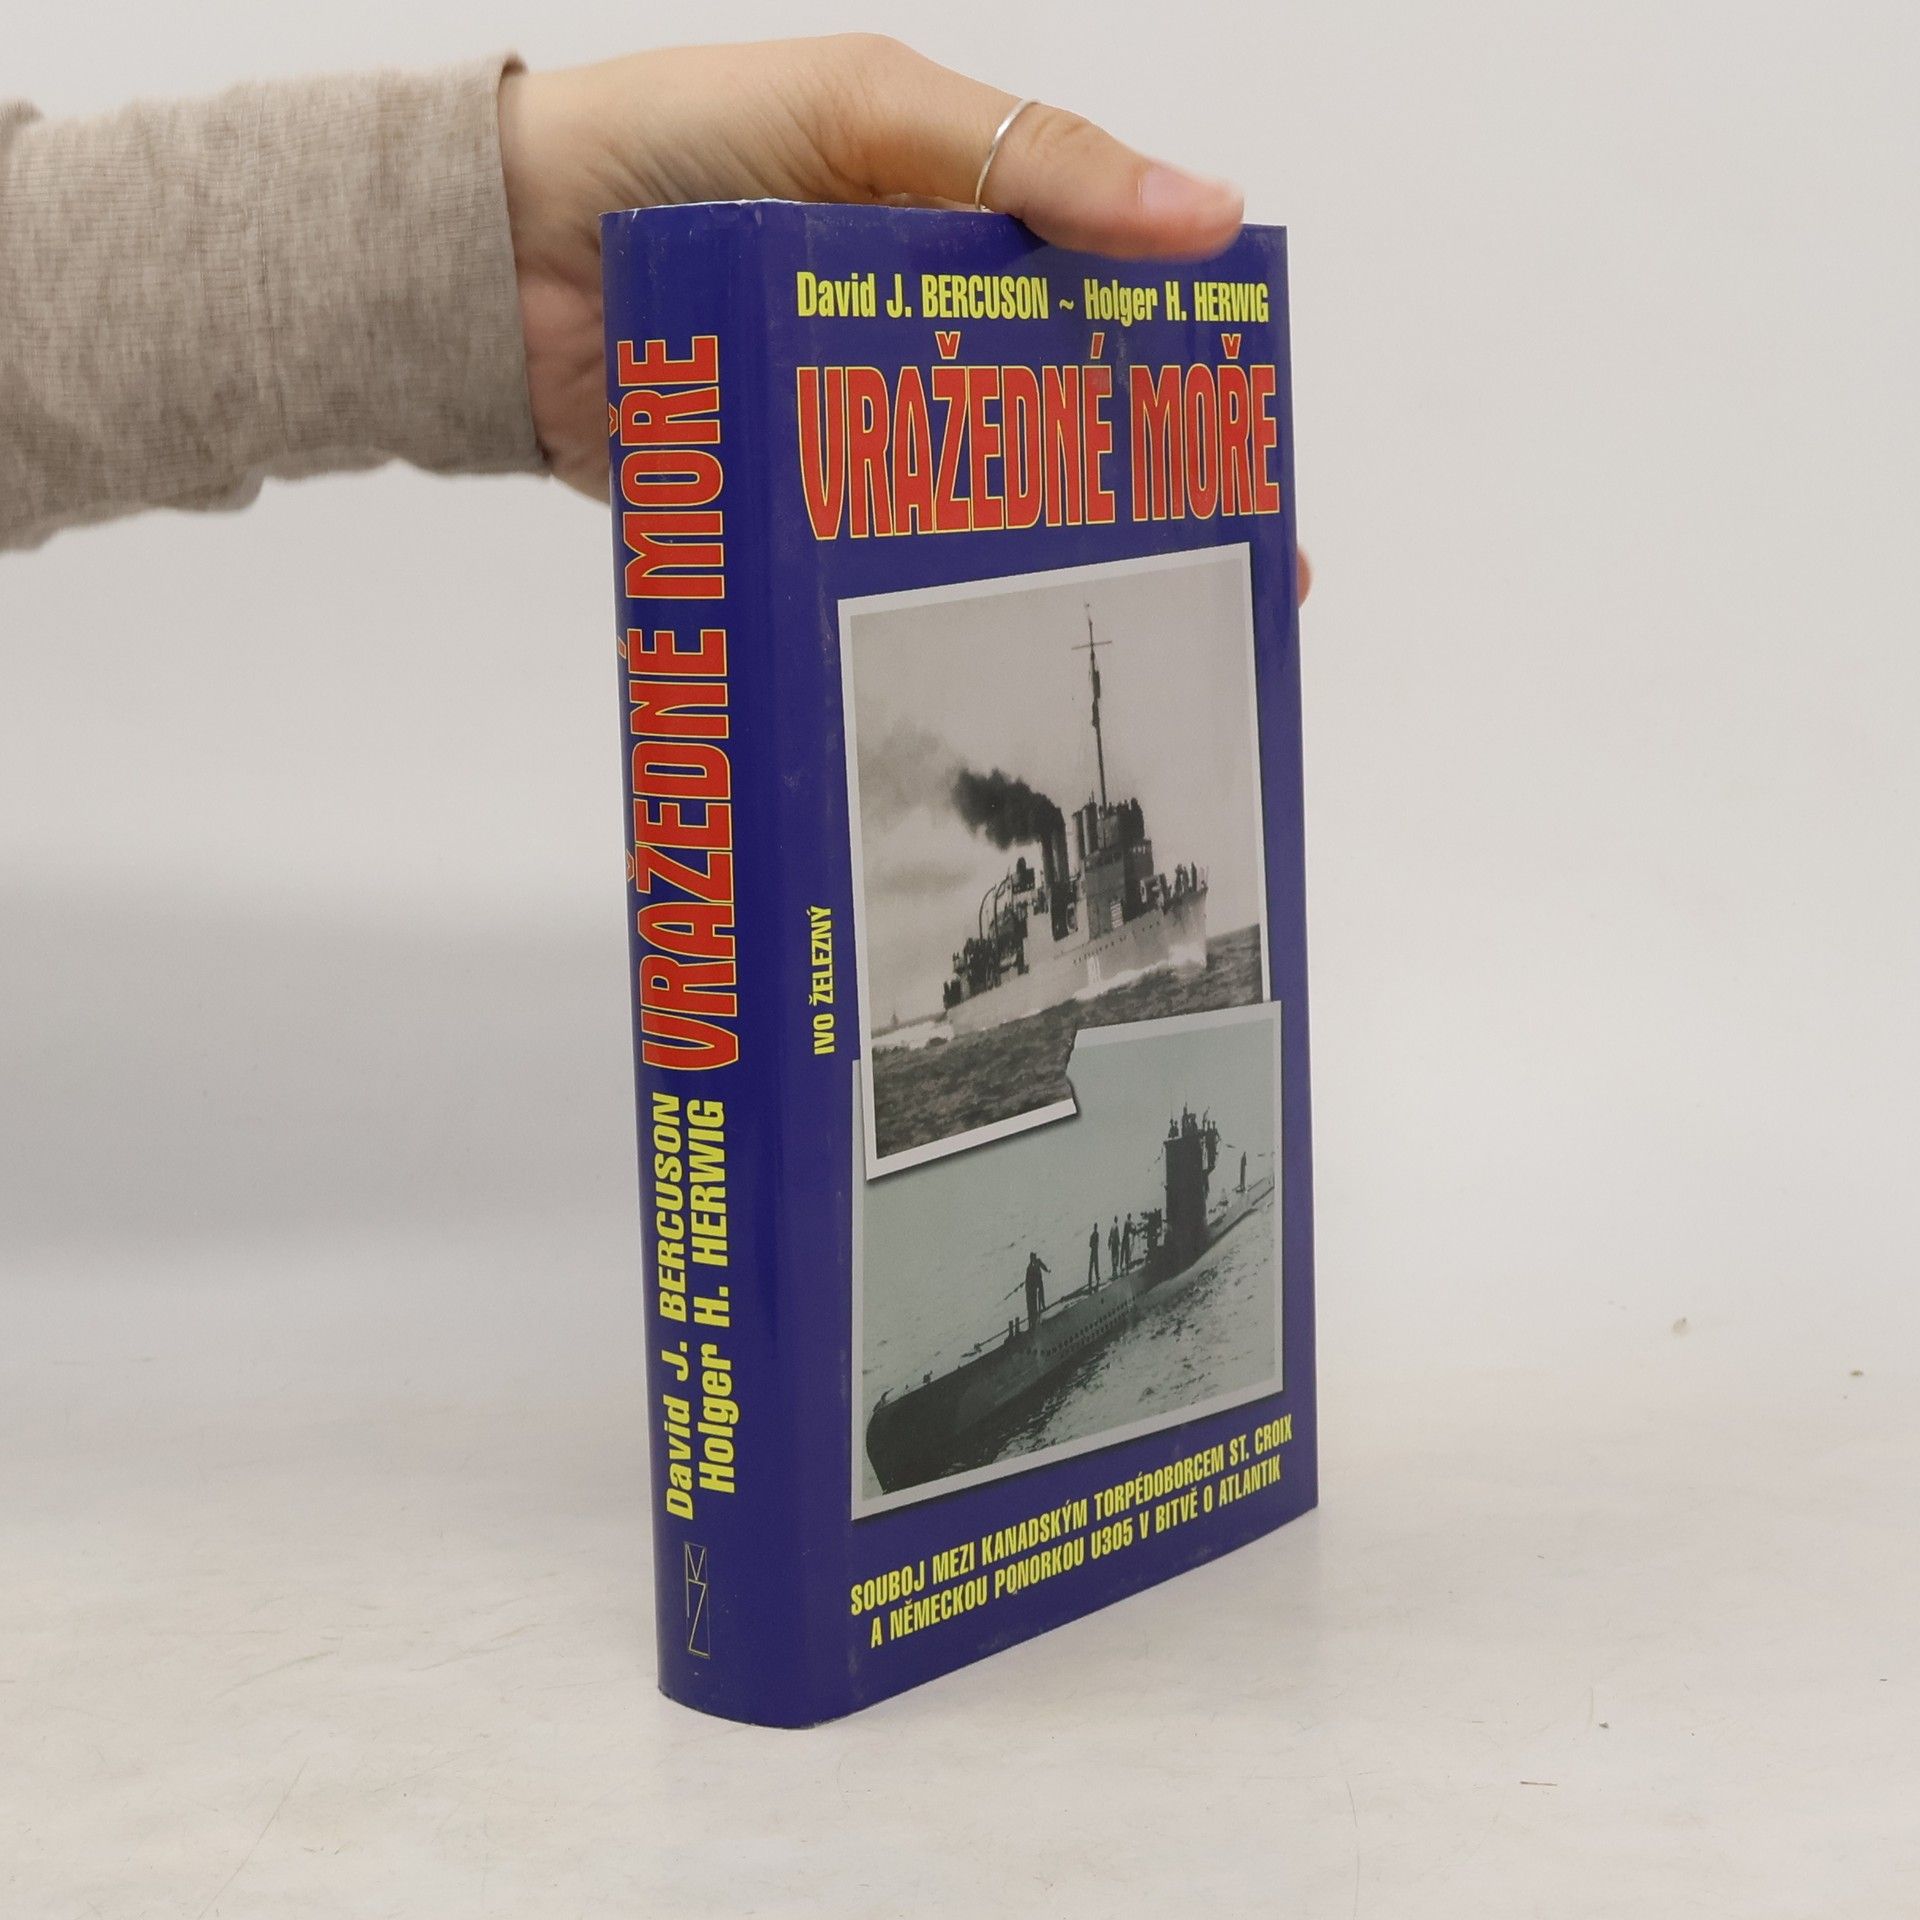 David J. BERCUSON ~ Holger H. HERWIG
VRAŽEDNÉ MOŘE
IVO ŽELEZNÝ
SOUBOJ MEZI KANADSKÝM TORPÉDOBORCEM ST. CROIX
A NĚMECKOU PONORKOU U305 V BITVĚ O ATLANTIK
David J. BERCUSON
Holger H. HERWIG
VRAŽEDNÉ MOŘE